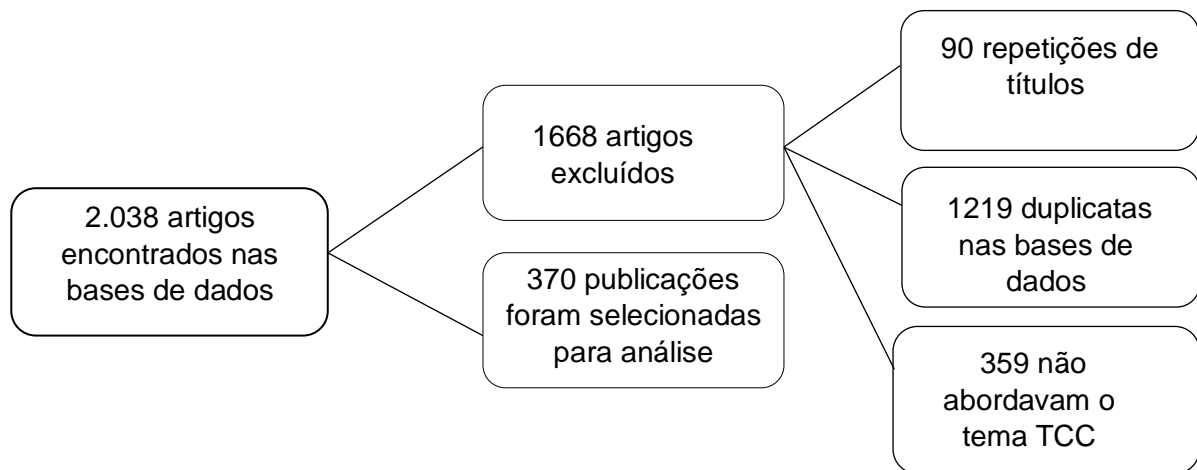 2.038 artigos
encontrados nas
bases de dados
1668 artigos
excluídos
370 publicações
foram selecionadas
para análise
90 repetições de
títulos
1219 duplicatas
nas bases de
dados
359 não
abordavam o
tema TCC